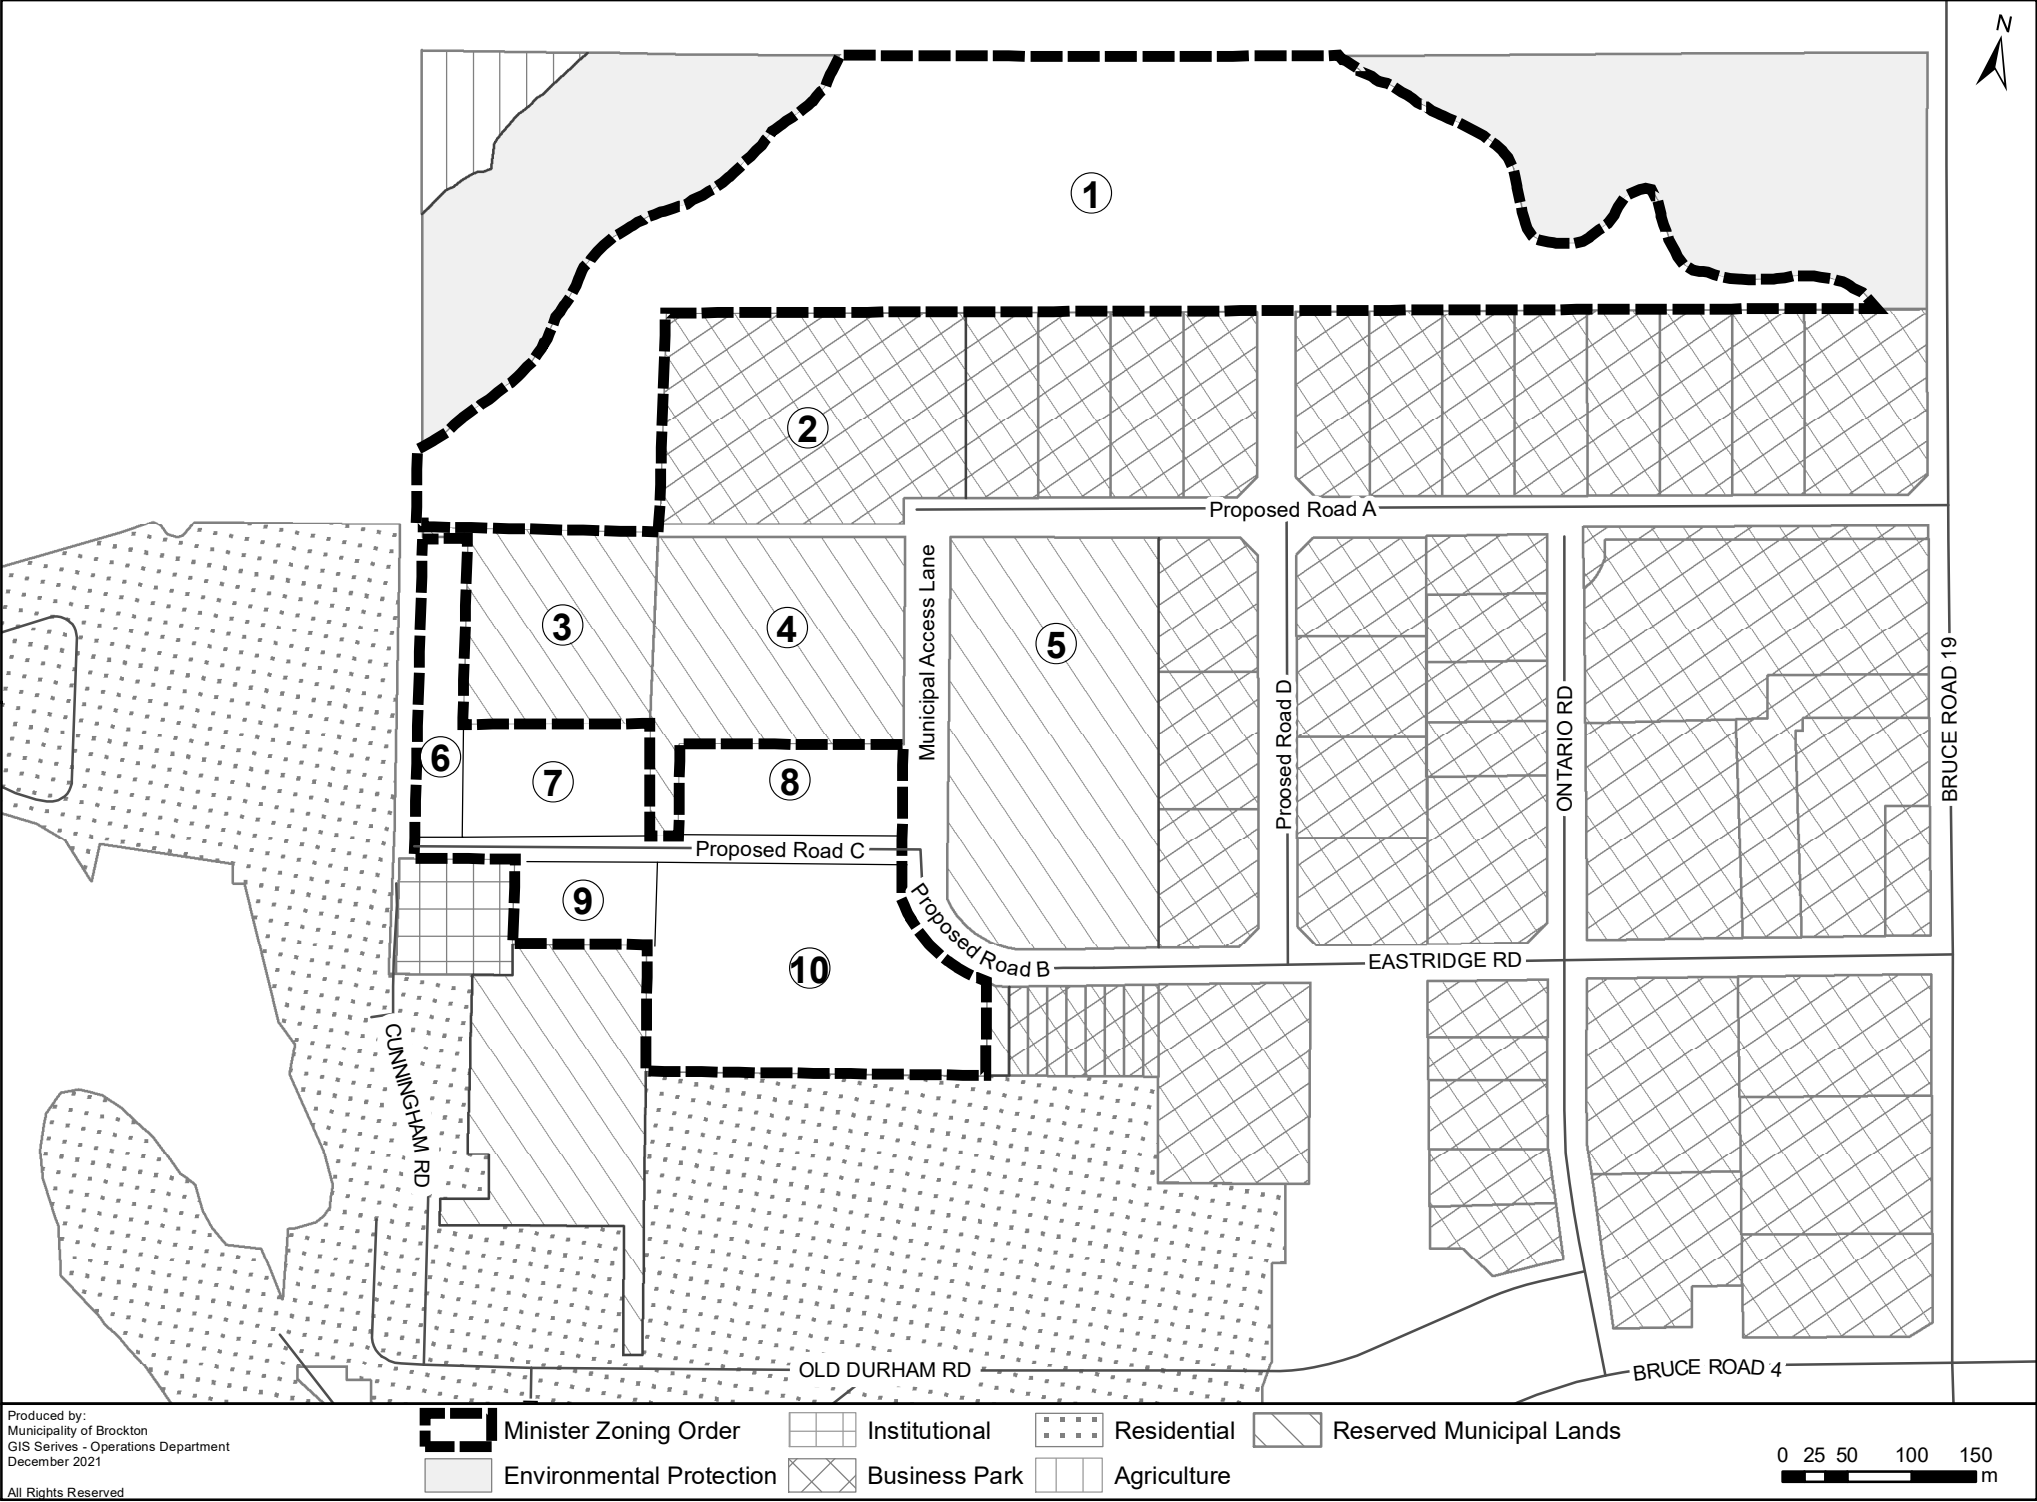 N
1
2
Proposed Road A
3
4
5
Municipal Access Lane
Proosed Road D
ONTARIO RD
BRUCE ROAD 19
6
7
8
Proposed Road C
9
Proposed Road B
10
EASTRIDGE RD
CUNNINGHAM RD
OLD DURHAM RD
BRUCE ROAD 4
Produced by:
Municipality of Brockton
GIS Serives - Operations Department
December 2021
All Rights Reserved
Minister Zoning Order
Institutional
Residential
Reserved Municipal Lands
Environmental Protection
Business Park
Agriculture
0 25 50 100 150
m